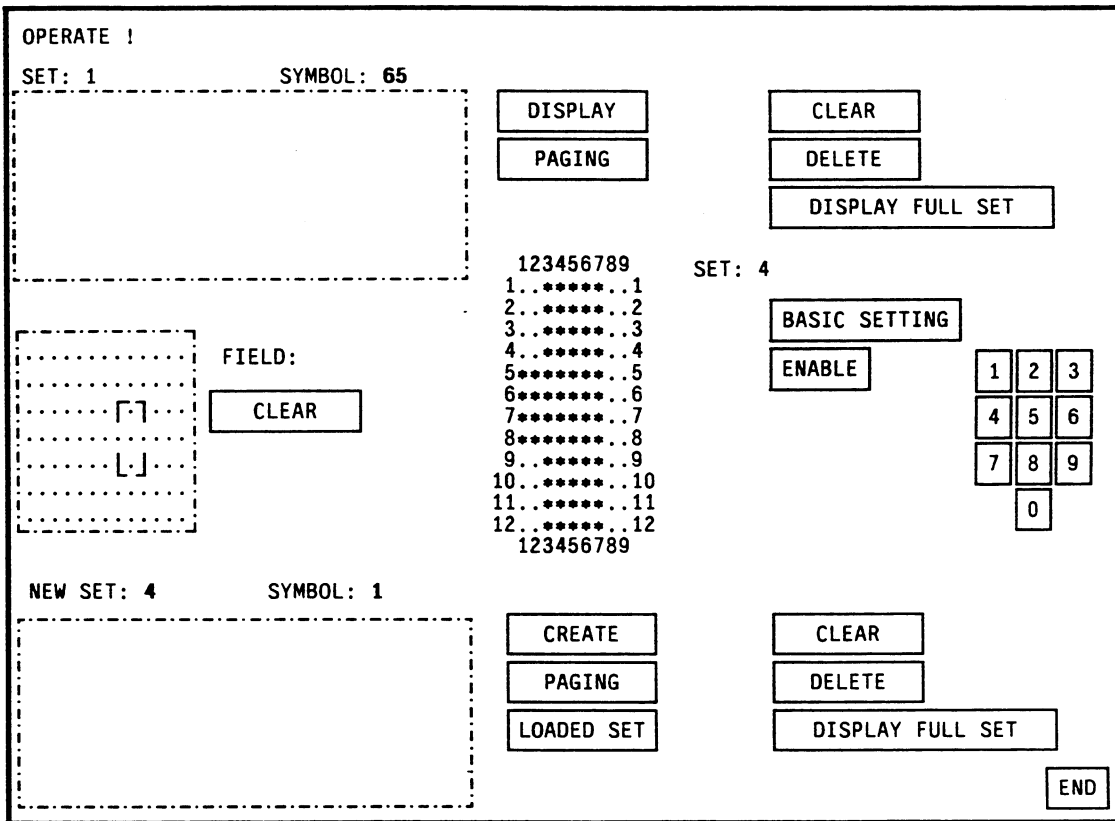 OPERATE !
SET: 1 SYMBOL: 65
DISPLAY CLEAR
PAGING DELETE
DISPLAY FULL SET
123456789 SET: 4
1..*****..1
2..*****..2
3..*****..3
4..*****..4
5*******..5
6*******..6
7*******..7
8*******..8
9..*****..9
10..*****..10
11..*****..11
12..*****..12
123456789
BASIC SETTING
ENABLE
1 2 3
4 5 6
7 8 9
0
FIELD:
CLEAR
NEW SET: 4 SYMBOL: 1
CREATE CLEAR
PAGING DELETE
LOADED SET DISPLAY FULL SET
END